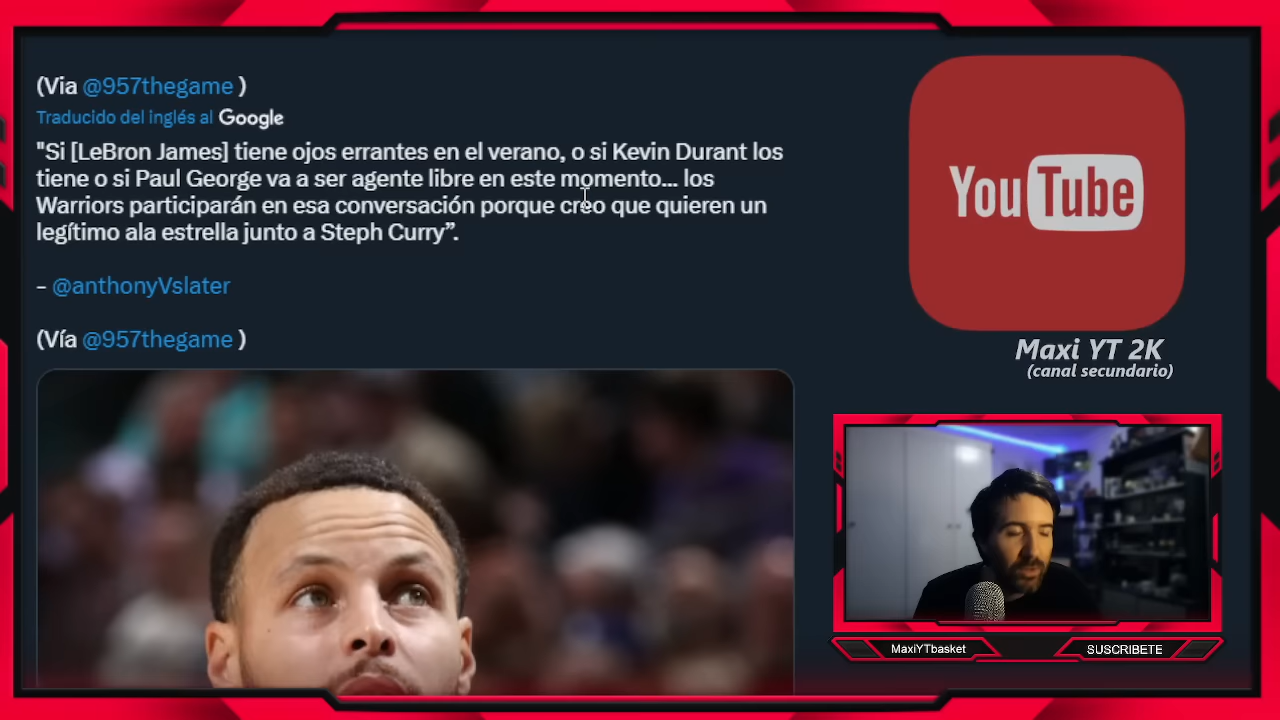 (Via @957thegame )
Traducido del inglés al Google
"Si [LeBron James] tiene ojos errantes en el verano, o si Kevin Durant los
tiene o si Paul George va a ser agente libre en este momento... los
Warriors participarán en esa conversación porque creo que quieren un
legítimo ala estrella junto a Steph Curry”.
– @anthonyVslater
(Vía @957thegame )
YouTube
Maxi YT 2K
(canal secundario)
MaxiYTbasket
SUSCRIBETE